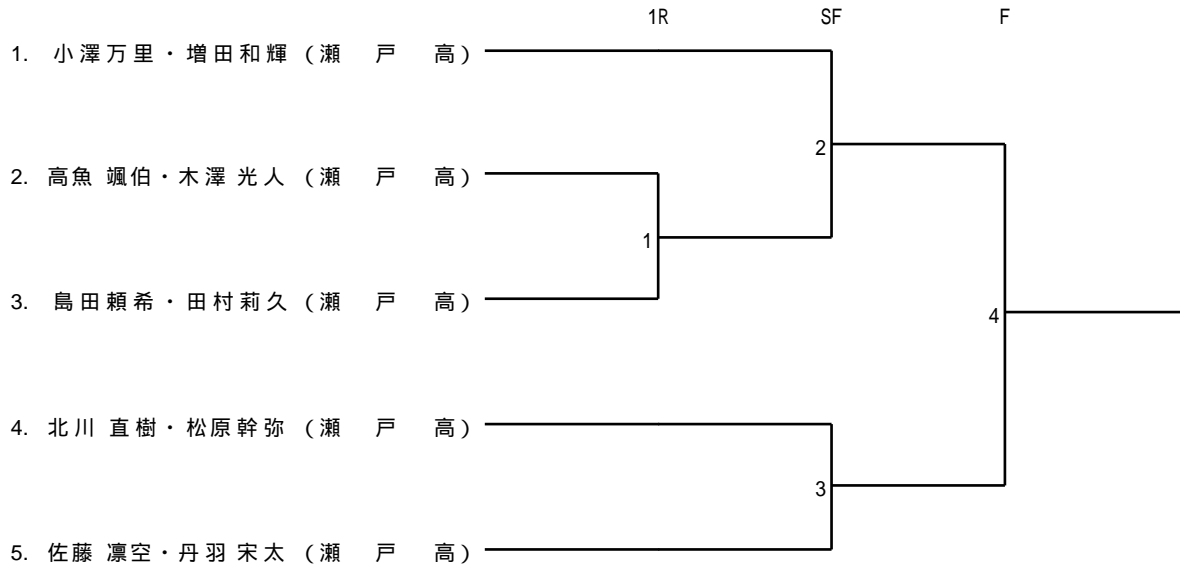 1R SF F
1. 小澤万里・増田和輝 (瀬 戸 高)
2
2. 高魚 颯伯・木澤 光人 (瀬 戸 高)
1
3. 島田頼希・田村莉久 (瀬 戸 高)
4
4. 北川 直樹・松原幹弥 (瀬 戸 高)
3
5. 佐藤 凛空・丹羽 宋太 (瀬 戸 高)